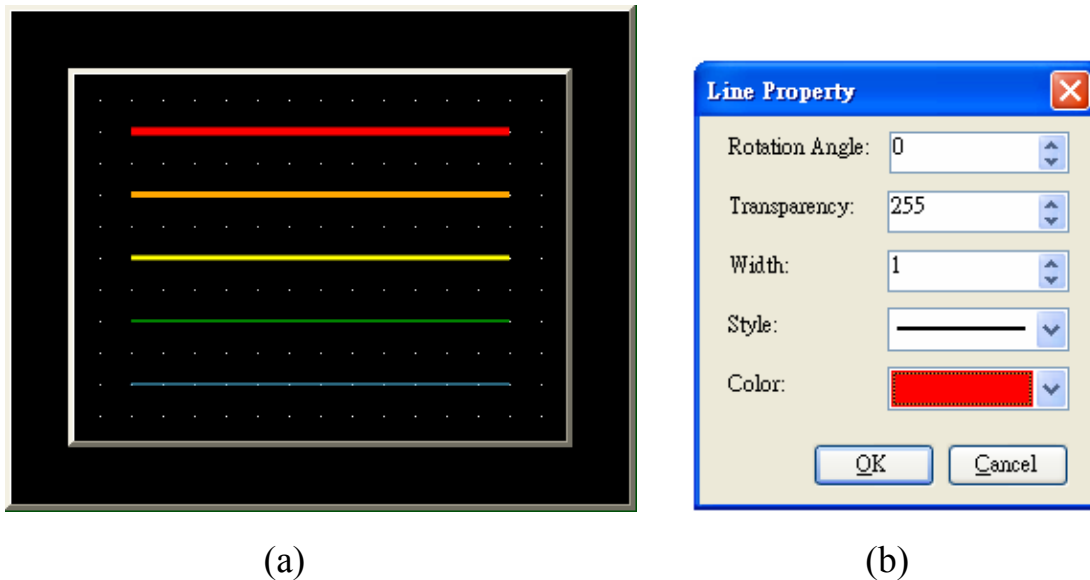 Line Property
Rotation Angle: 0
Transparency: 255
Width: 1
Style:
Color:
OK Cancel
(a) (b)